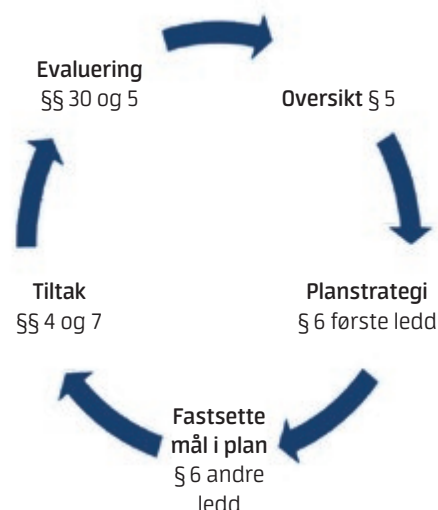 Evaluering
§§ 30 og 5
Oversikt § 5
Planstrategi
§ 6 første ledd
Fastsette
mål i plan
§ 6 andre
ledd
Tiltak
§§ 4 og 7